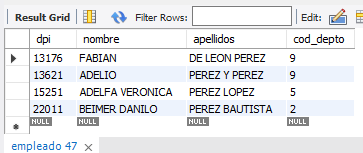 Result Grid Filter Rows: Edit:
dpi nombre apellidos cod_depto
13176 FABIAN DE LEON PEREZ 9
13621 ADELIO PEREZ Y PEREZ 9
15251 ADELFA VERONICA PEREZ LOPEZ 5
22011 BEIMER DANILO PEREZ BAUTISTA 2
NULL NULL NULL NULL
empleado 47 x